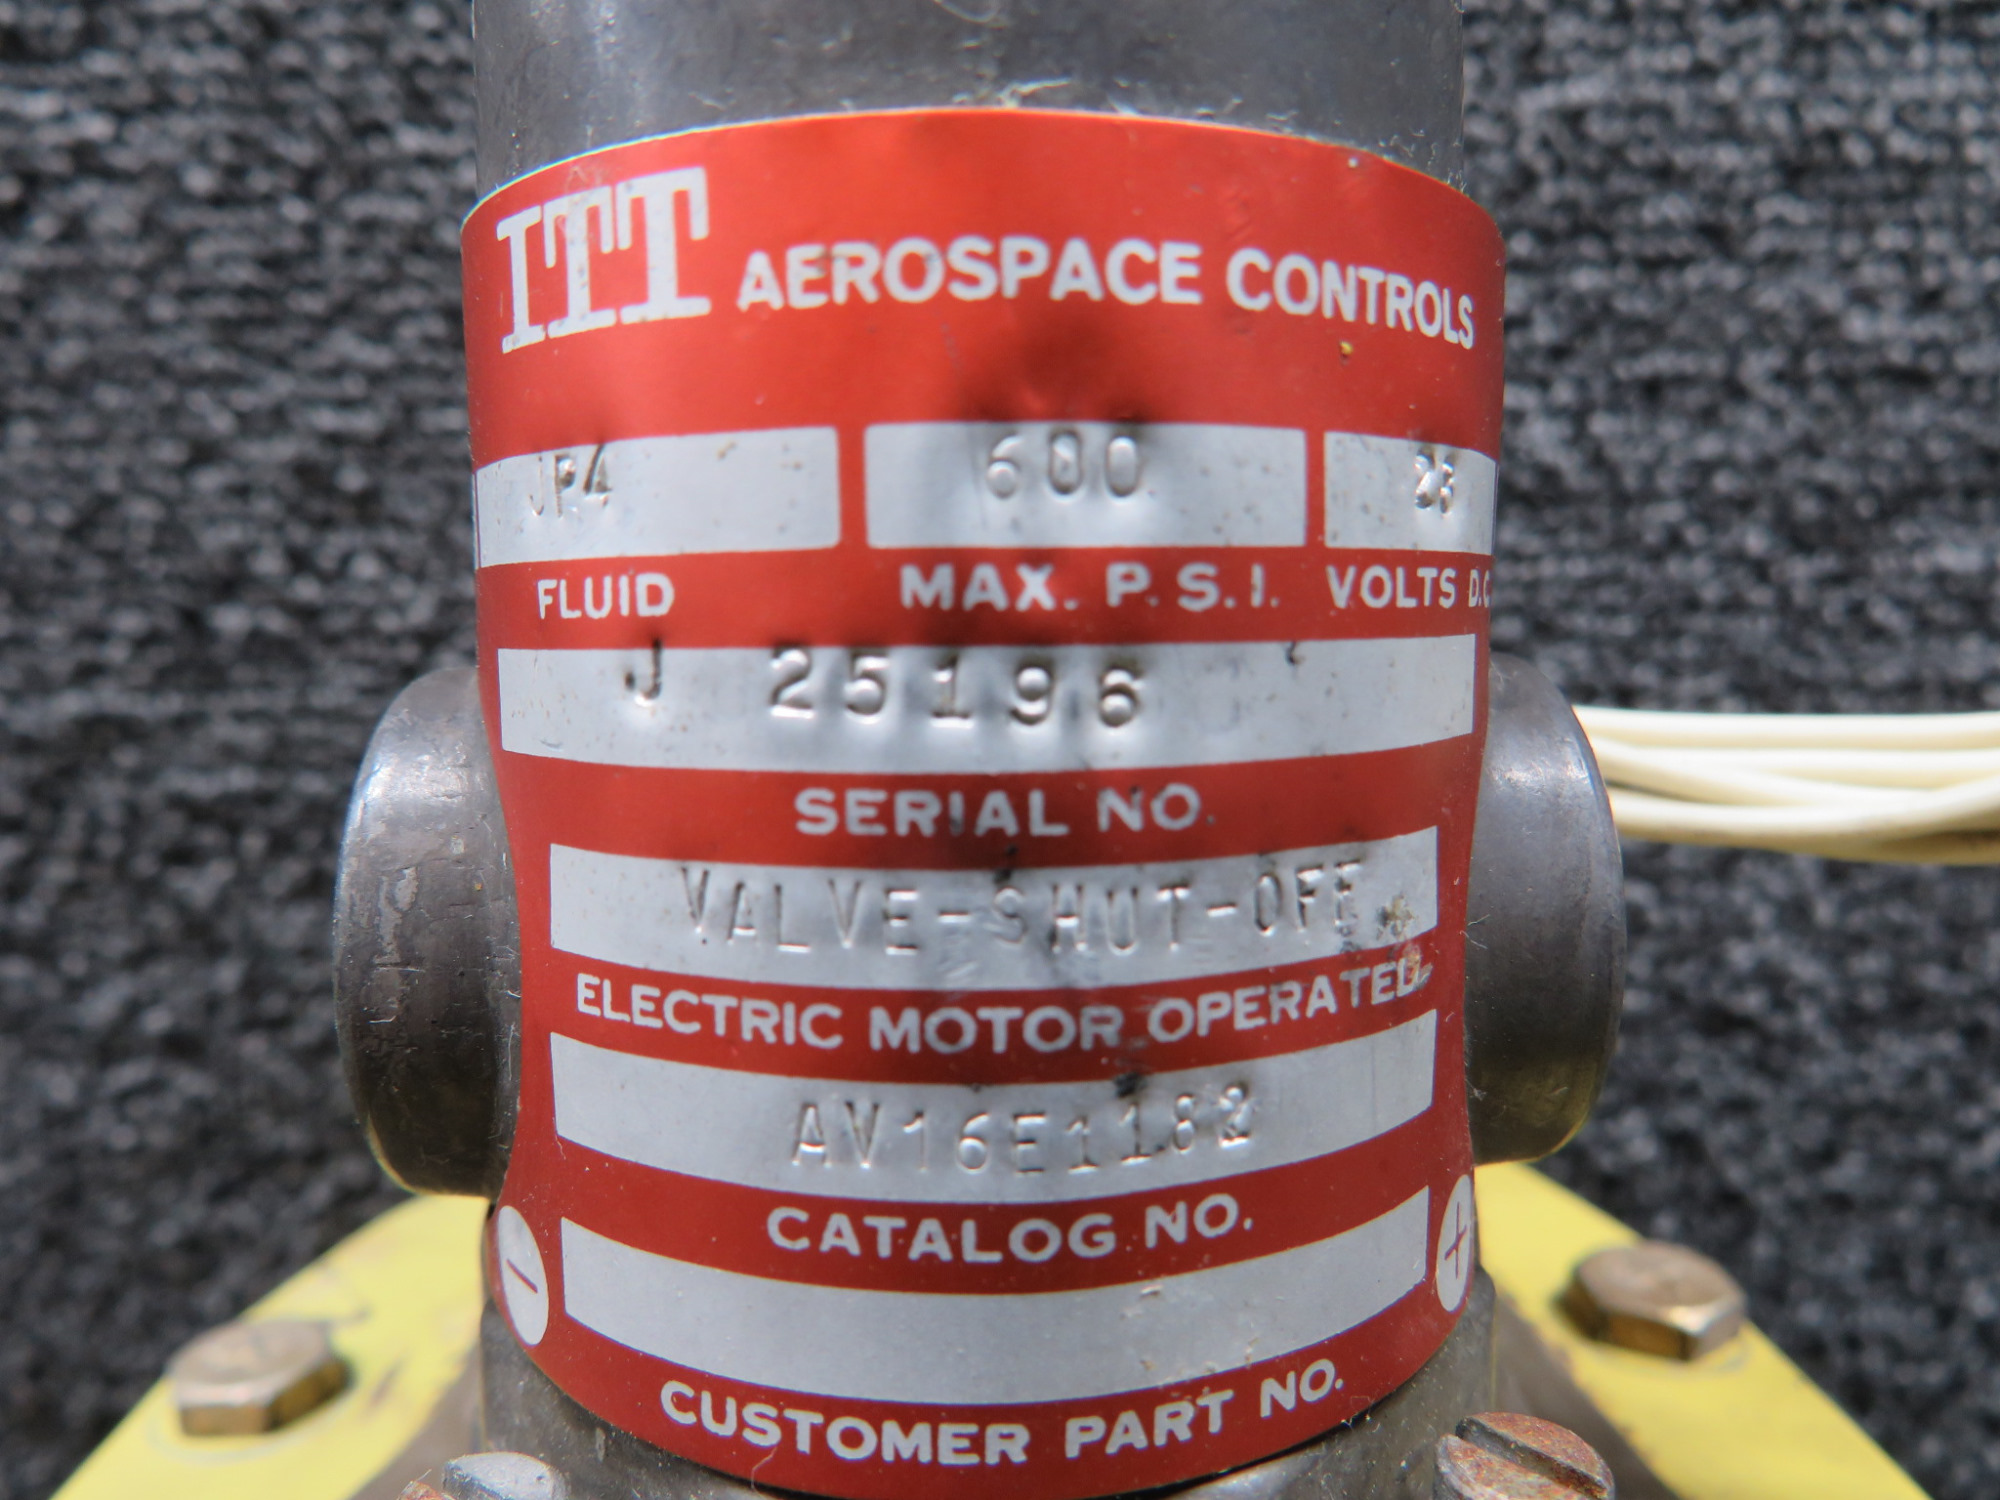 ITT AEROSPACE CONTROLS
JP4 600 28
FLUID MAX. P.S.I. VOLTS D.C.
J 25196
SERIAL NO.
VALVE-SHUT-OFF
ELECTRIC MOTOR OPERATED
AV16E1182
CATALOG NO.
- +
CUSTOMER PART NO.